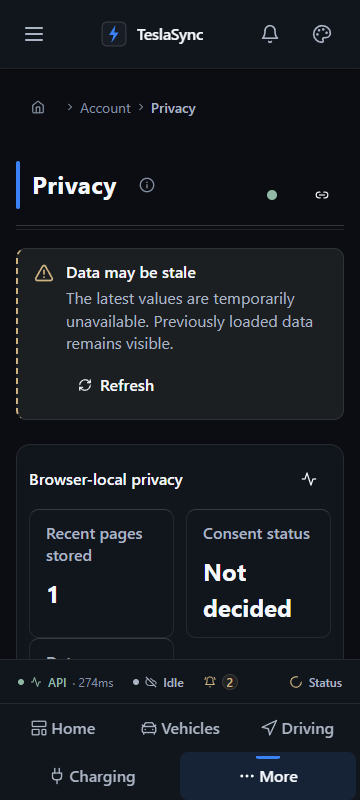 TeslaSync
Account
Privacy
Privacy
Data may be stale
The latest values are temporarily
unavailable. Previously loaded data
remains visible.
Refresh
Browser-local privacy
Recent pages
stored
1
Consent status
Not
decided
API · 274ms
Idle
2
Status
Home
Vehicles
Driving
Charging
More